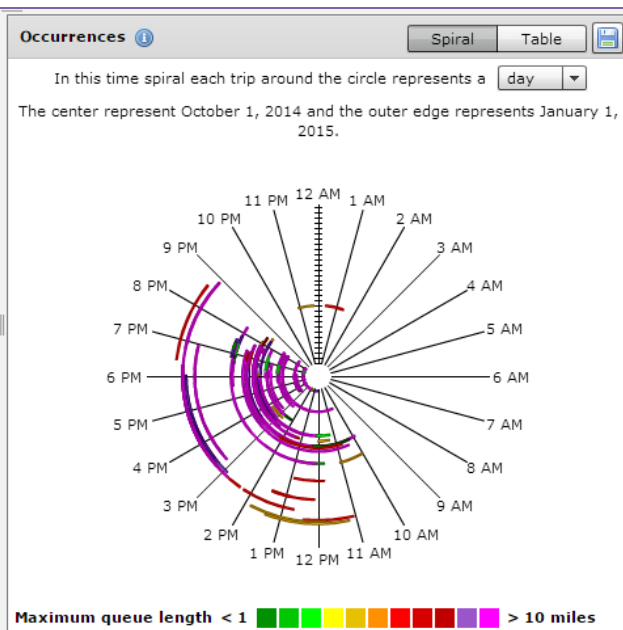 Occurrences
Spiral
Table
In this time spiral each trip around the circle represents a day
The center represent October 1, 2014 and the outer edge represents January 1,
2015.
12 AM
1 AM
2 AM
3 AM
4 AM
5 AM
6 AM
7 AM
8 AM
9 AM
10 AM
11 AM
12 PM
1 PM
2 PM
3 PM
4 PM
5 PM
6 PM
7 PM
8 PM
9 PM
10 PM
11 PM
Maximum queue length < 1 > 10 miles